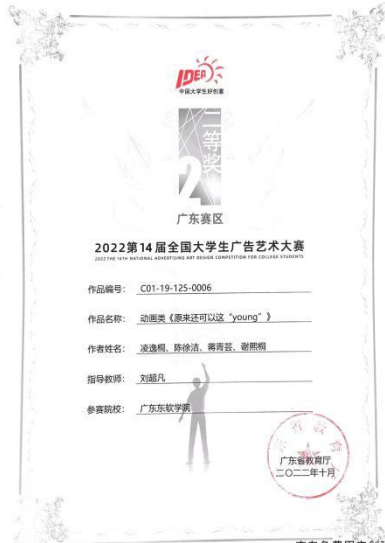 IDEA
中国大学生好创意
二等奖
2
广东赛区
2022第14届全国大学生广告艺术大赛
2022 THE 14TH NATIONAL ADVERTISING ART DESIGN COMPETITION FOR COLLEGE STUDENTS
作品编号： C01-19-125-0006
作品名称： 动画类《原来还可以这“young”》
作者姓名： 凌逸桐、陈徐洁、蒋青芸、谢熙桐
指导教师： 刘超凡
参赛院校： 广东东软学院
广东省教育厅
二〇二二年十月